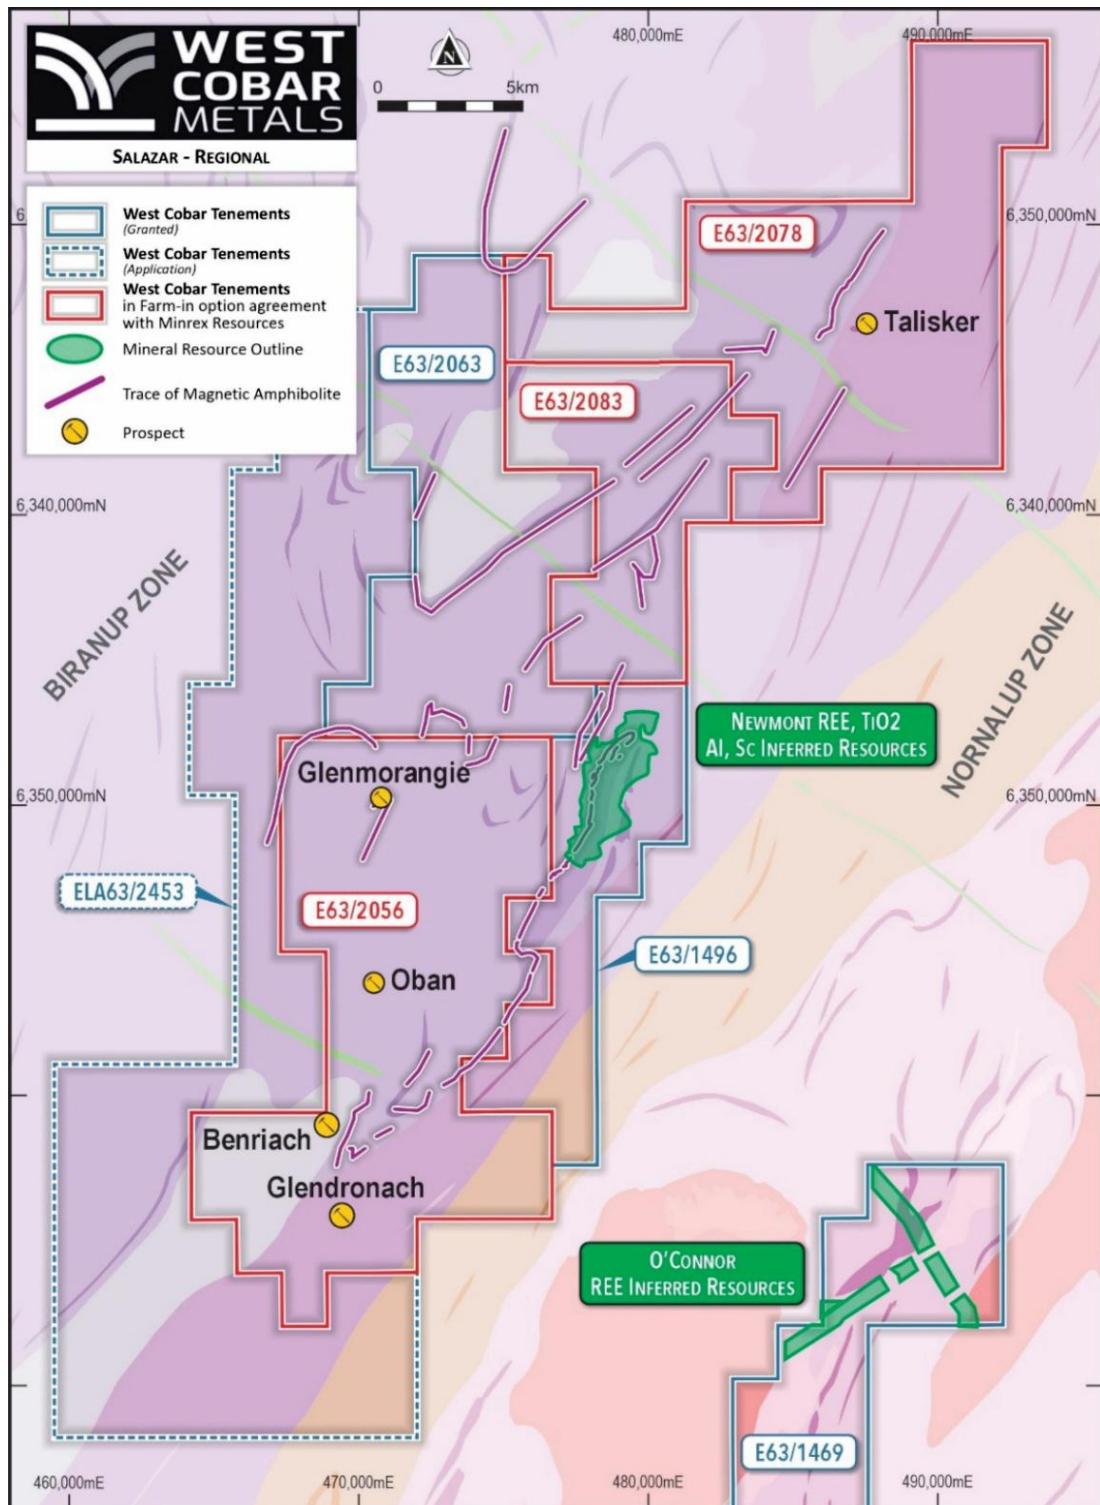 WEST
COBAR
METALS
SALAZAR - REGIONAL
N
0 5km
480,000mE
490,000mE
West Cobar Tenements
(Granted)
West Cobar Tenements
(Application)
West Cobar Tenements
in Farm-in option agreement
with Minrex Resources
Mineral Resource Outline
Trace of Magnetic Amphibolite
Prospect
6,350,000mN
E63/2078
Talisker
E63/2063
E63/2083
6,340,000mN
6,340,000mN
BIRANUP ZONE
NORNALUP ZONE
NEWMONT REE, TIO2
AL, SC INFERRED RESOURCES
Glenmorangie
6,350,000mN
6,350,000mN
ELA63/2453
E63/2056
E63/1496
Oban
Benriach
Glendronach
O'CONNOR
REE INFERRED RESOURCES
E63/1469
460,000mE
470,000mE
480,000mE
490,000mE